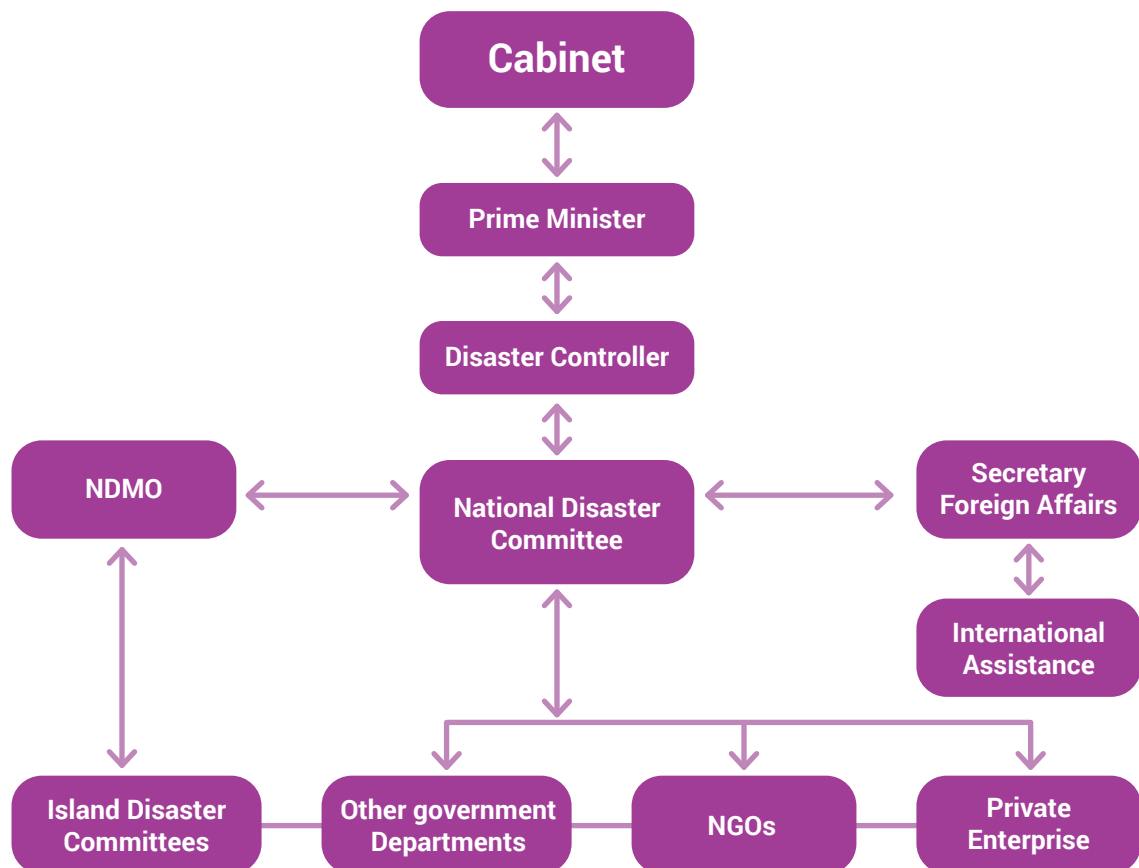 Cabinet
Prime Minister
Disaster Controller
NDMO
National Disaster
Committee
Secretary
Foreign Affairs
International
Assistance
Island Disaster
Committees
Other government
Departments
NGOs
Private
Enterprise